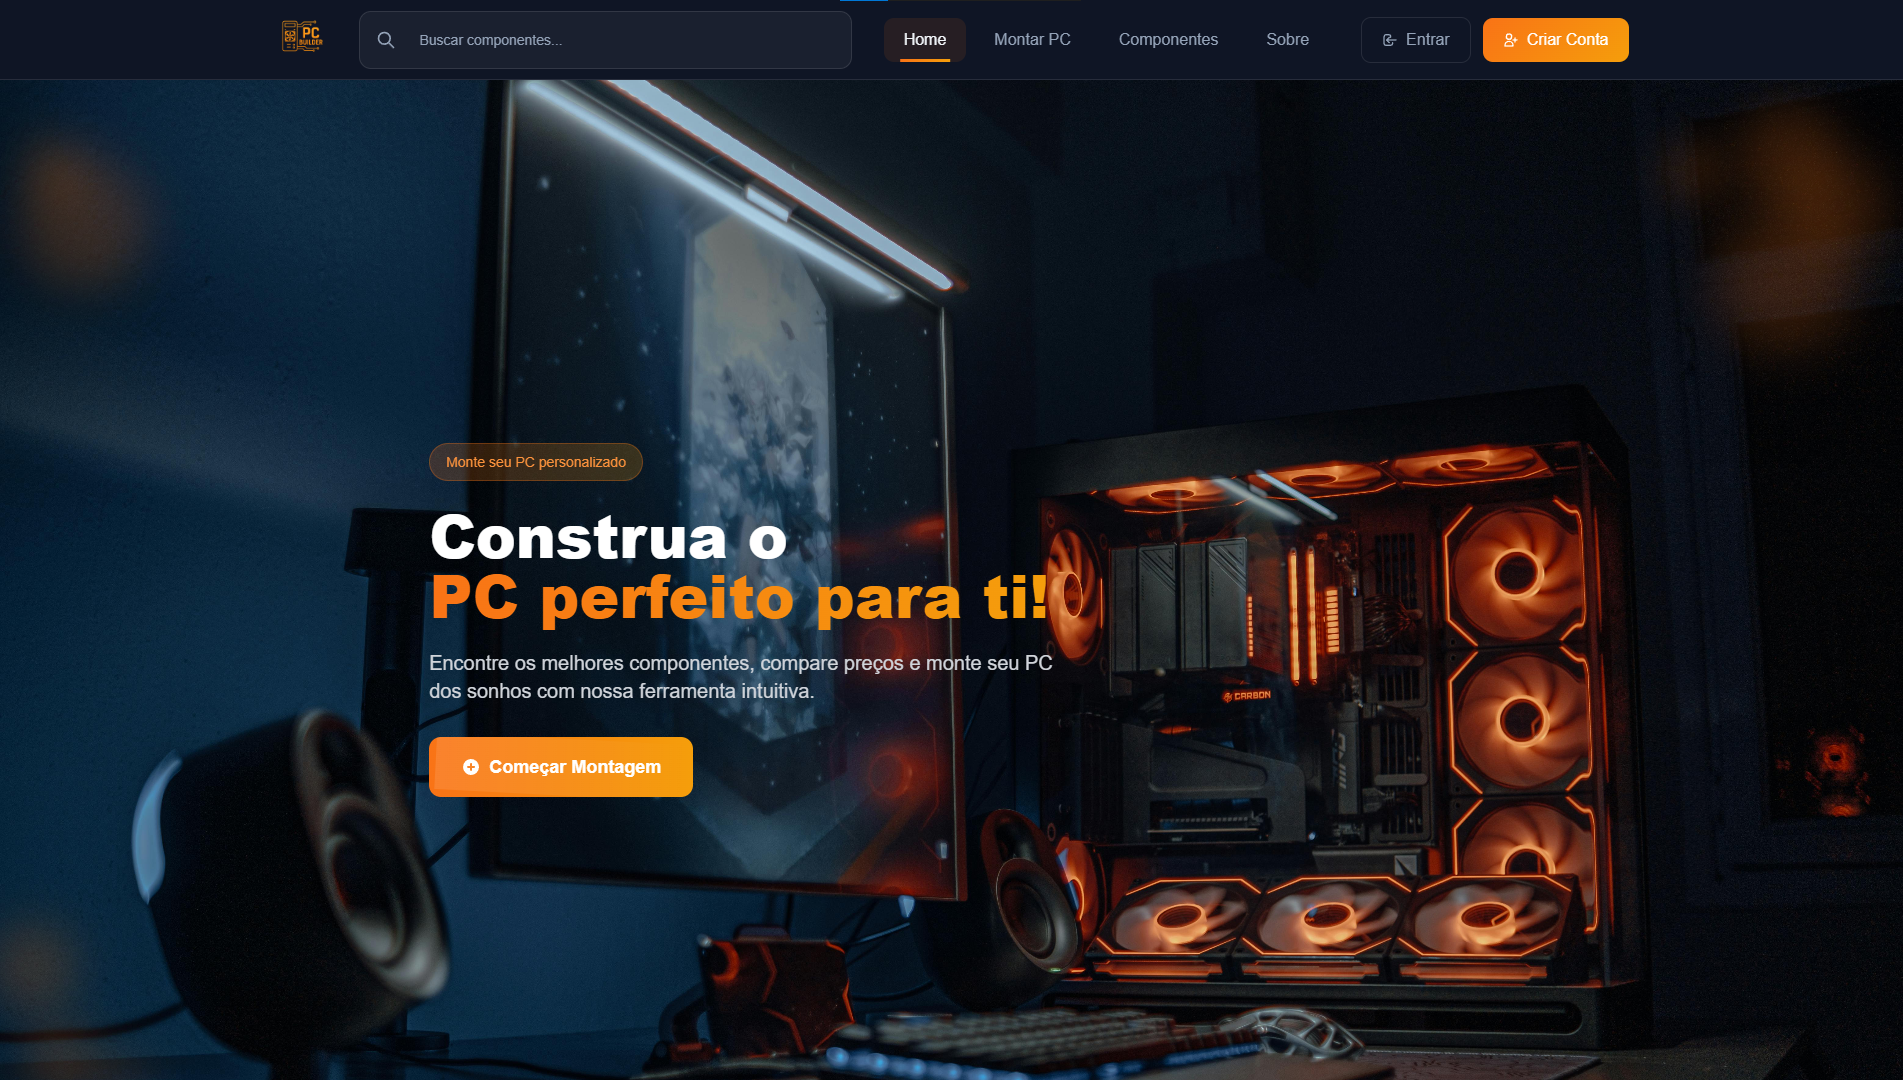 PC
BUILDER
Buscar componentes...
Home
Montar PC
Componentes
Sobre
Entrar
Criar Conta
Monte seu PC personalizado
Construa o
PC perfeito para ti!
Encontre os melhores componentes, compare preços e monte seu PC
dos sonhos com nossa ferramenta intuitiva.
Começar Montagem
CARBON